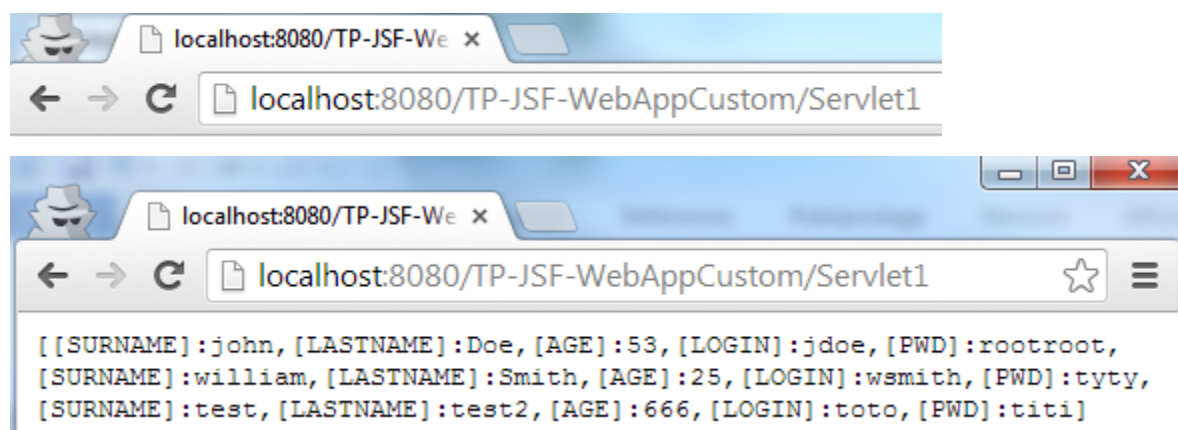 localhost:8080/TP-JSF-We
localhost:8080/TP-JSF-WebAppCustom/Servlet1
localhost:8080/TP-JSF-We
localhost:8080/TP-JSF-WebAppCustom/Servlet1
[[SURNAME]:john,[LASTNAME]:Doe,[AGE]:53,[LOGIN]:jdoe,[PWD]:rootroot,
[SURNAME]:william,[LASTNAME]:Smith,[AGE]:25,[LOGIN]:wsmith,[PWD]:tyty,
[SURNAME]:test,[LASTNAME]:test2,[AGE]:666,[LOGIN]:toto,[PWD]:titi]